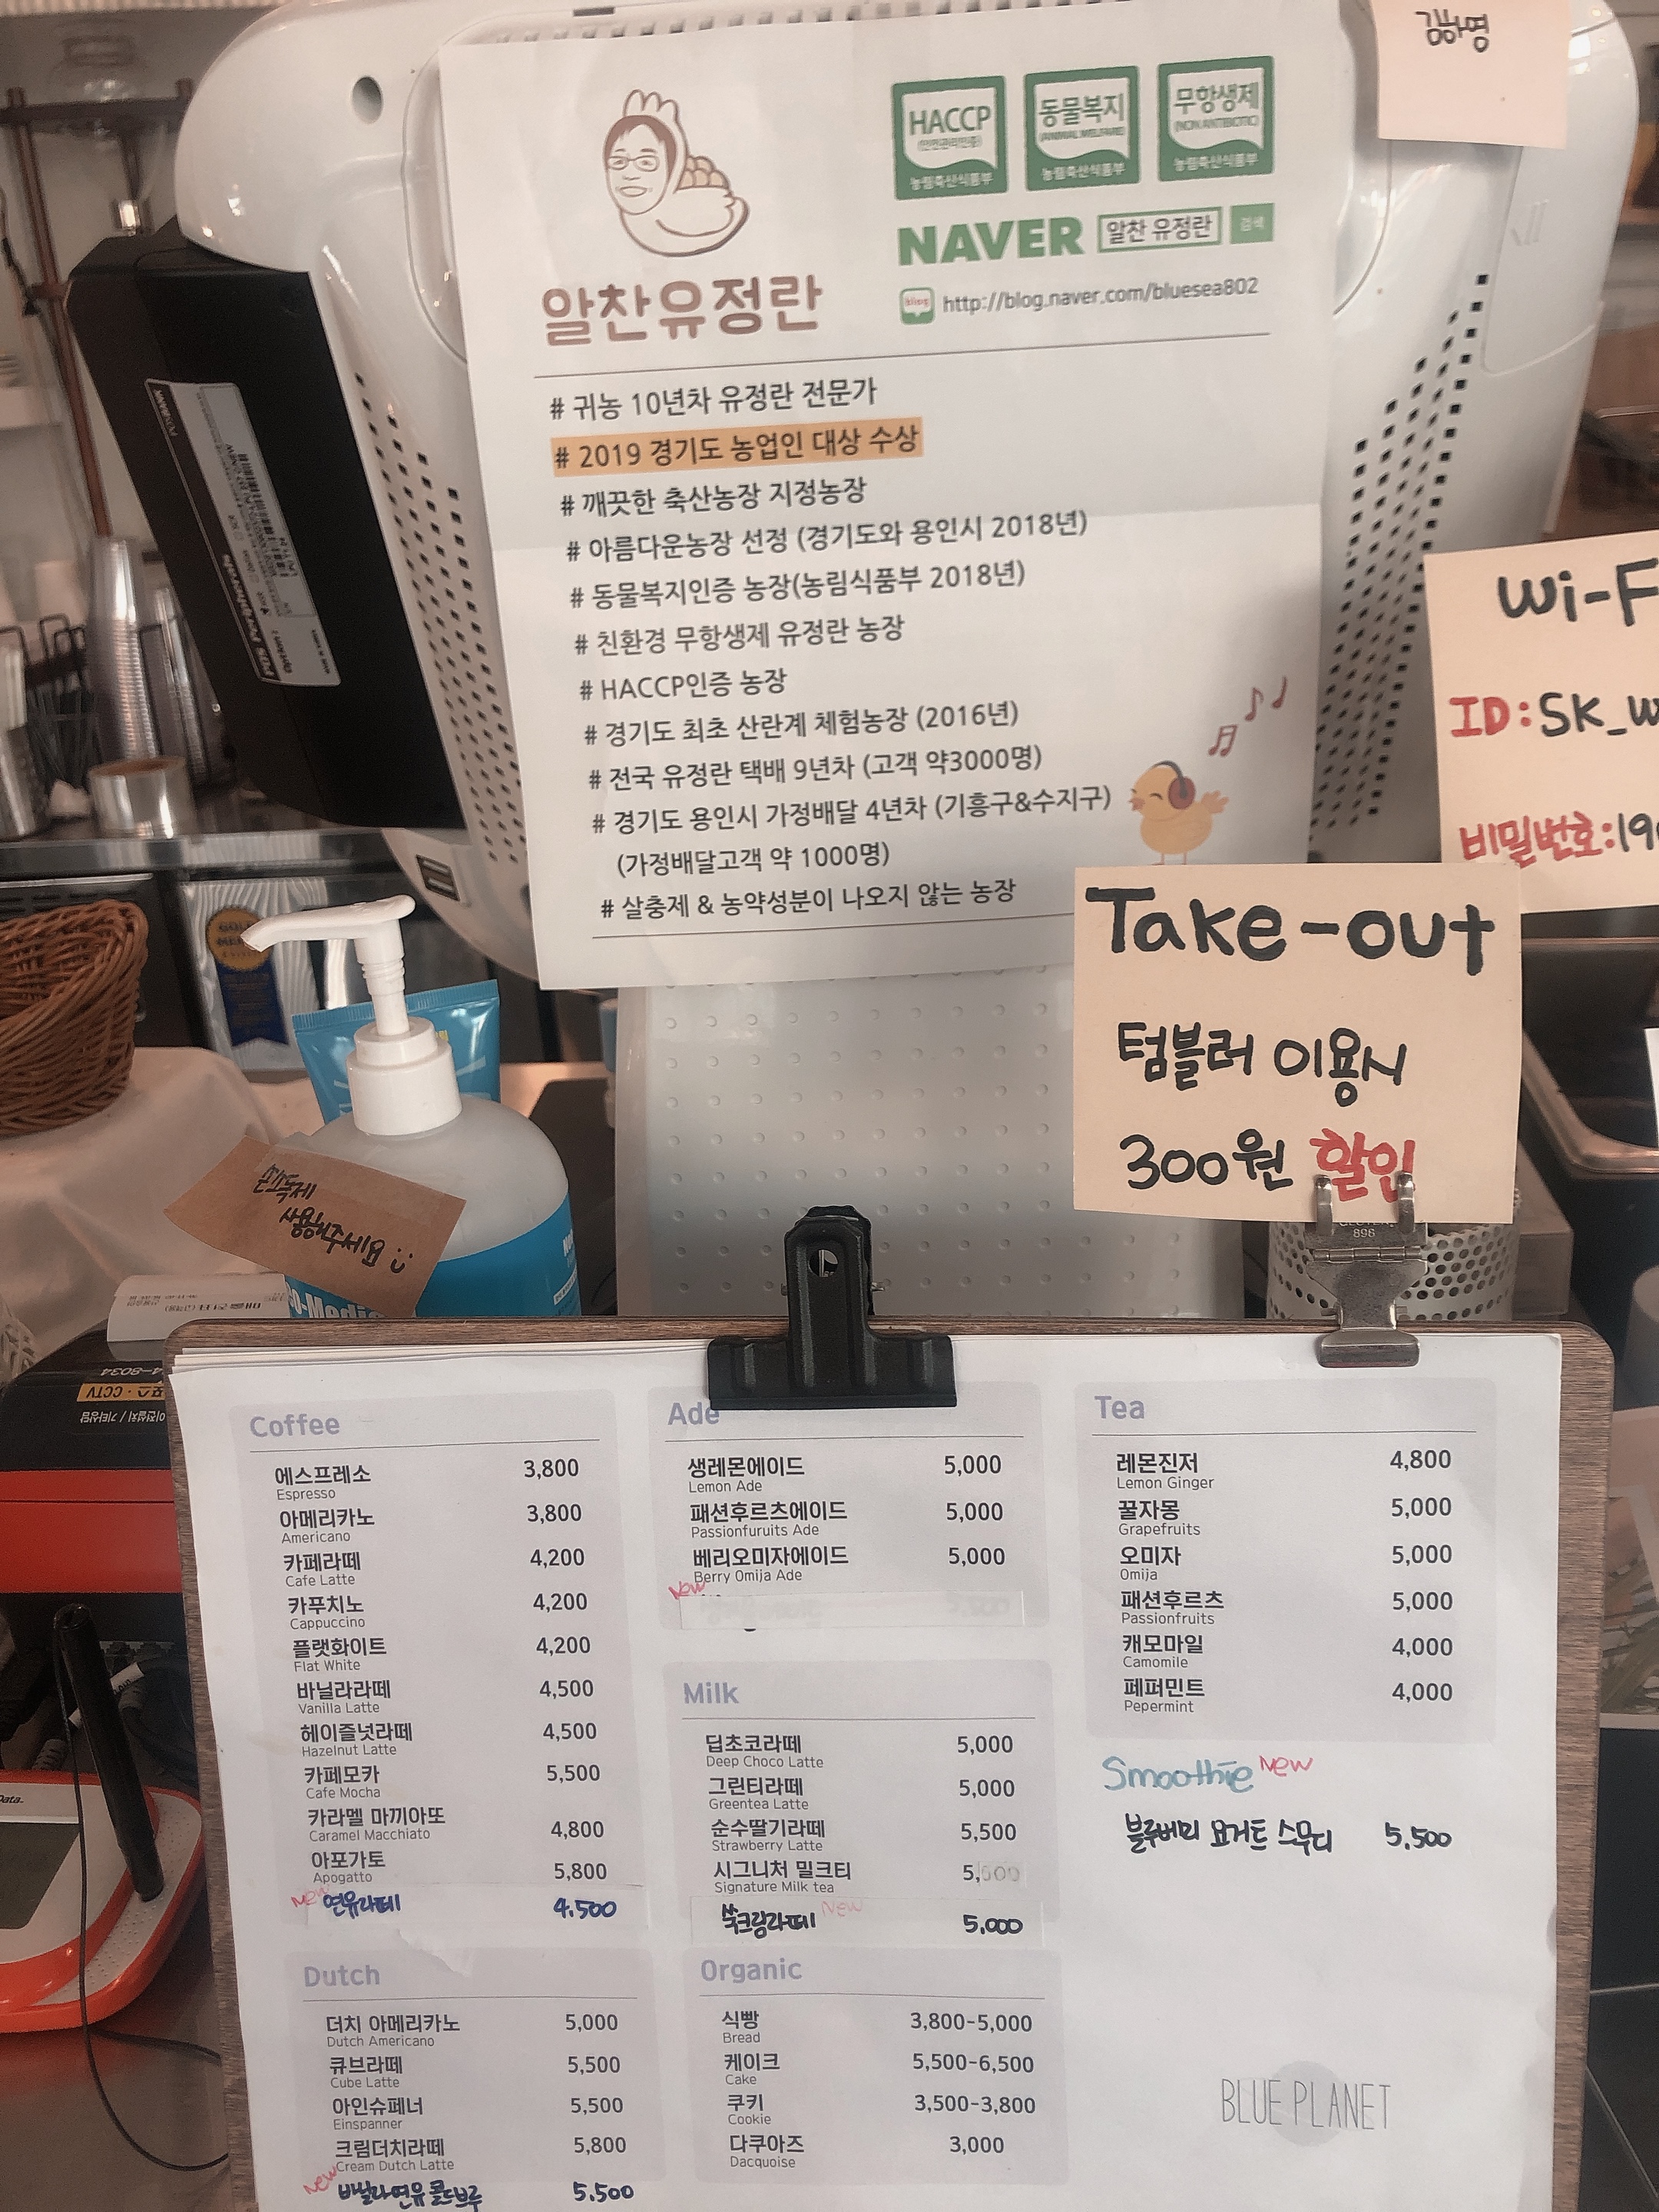 김하영
HACCP
(안전관리인증)
농림축산식품부
동물복지
(ANIMAL WELFARE)
농림축산식품부
무항생제
(NON ANTIBIOTIC)
농림축산식품부
NAVER 알찬 유정란 검색
blog http://blog.naver.com/bluesea802
알찬유정란
# 귀농 10년차 유정란 전문가
# 2019 경기도 농업인 대상 수상
# 깨끗한 축산농장 지정농장
# 아름다운농장 선정 (경기도와 용인시 2018년)
# 동물복지인증 농장(농림식품부 2018년)
# 친환경 무항생제 유정란 농장
# HACCP인증 농장
# 경기도 최초 산란계 체험농장 (2016년)
# 전국 유정란 택배 9년차 (고객 약3000명)
# 경기도 용인시 가정배달 4년차 (기흥구&수지구)
(가정배달고객 약 1000명)
# 살충제 & 농약성분이 나오지 않는 농장
Wi-F
ID:SK_W
비밀번호:19
Take-out
텀블러 이용시
300원 할인
손소독제
사용해주세요
898
Coffee
에스프레소 3,800
Espresso
아메리카노 3,800
Americano
카페라떼 4,200
Cafe Latte
카푸치노 4,200
Cappuccino
플랫화이트 4,200
Flat White
바닐라라떼 4,500
Vanilla Latte
헤이즐넛라떼 4,500
Hazelnut Latte
카페모카 5,500
Cafe Mocha
카라멜 마끼아또 4,800
Caramel Macchiato
아포가토 5,800
Apogatto
New 연유라떼 4.500
Dutch
더치 아메리카노 5,000
Dutch Americano
큐브라떼 5,500
Cube Latte
아인슈페너 5,500
Einspanner
크림더치라떼 5,800
Cream Dutch Latte
New 바닐라연유 콜드브루 5.500
Ade
생레몬에이드 5,000
Lemon Ade
패션후르츠에이드 5,000
Passionfuruits Ade
베리오미자에이드 5,000
Berry Omija Ade
New
Milk
딥초코라떼 5,000
Deep Choco Latte
그린티라떼 5,000
Greentea Latte
순수딸기라떼 5,500
Strawberry Latte
시그니처 밀크티 5,500
Signature Milk tea
쑥크림라떼 New 5.000
Organic
식빵 3,800-5,000
Bread
케이크 5,500-6,500
Cake
쿠키 3,500-3,800
Cookie
다쿠아즈 3,000
Dacquoise
Tea
레몬진저 4,800
Lemon Ginger
꿀자몽 5,000
Grapefruits
오미자 5,000
Omija
패션후르츠 5,000
Passionfruits
캐모마일 4,000
Camomile
페퍼민트 4,000
Pepermint
Smoothie New
블루베리 요거트 스무디 5.500
BLUE PLANET